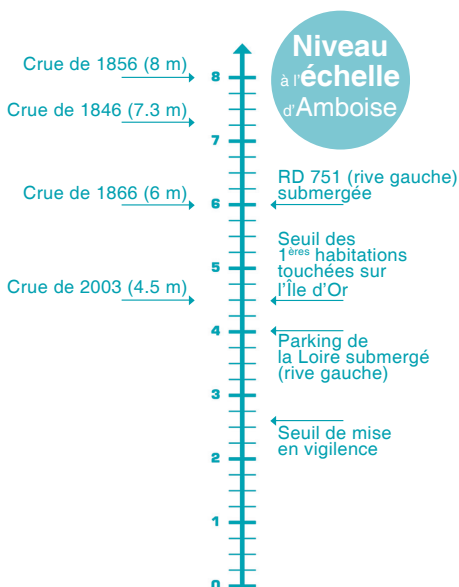 Niveau
à l'échelle
d'Amboise
Crue de 1856 (8 m)
8
Crue de 1846 (7.3 m)
7
RD 751 (rive gauche)
submergée
Crue de 1866 (6 m)
6
Seuil des
1ères habitations
touchées sur
l'Île d'Or
5
Crue de 2003 (4.5 m)
4
Parking de
la Loire submergé
(rive gauche)
3
Seuil de mise
en vigilence
2
1
0